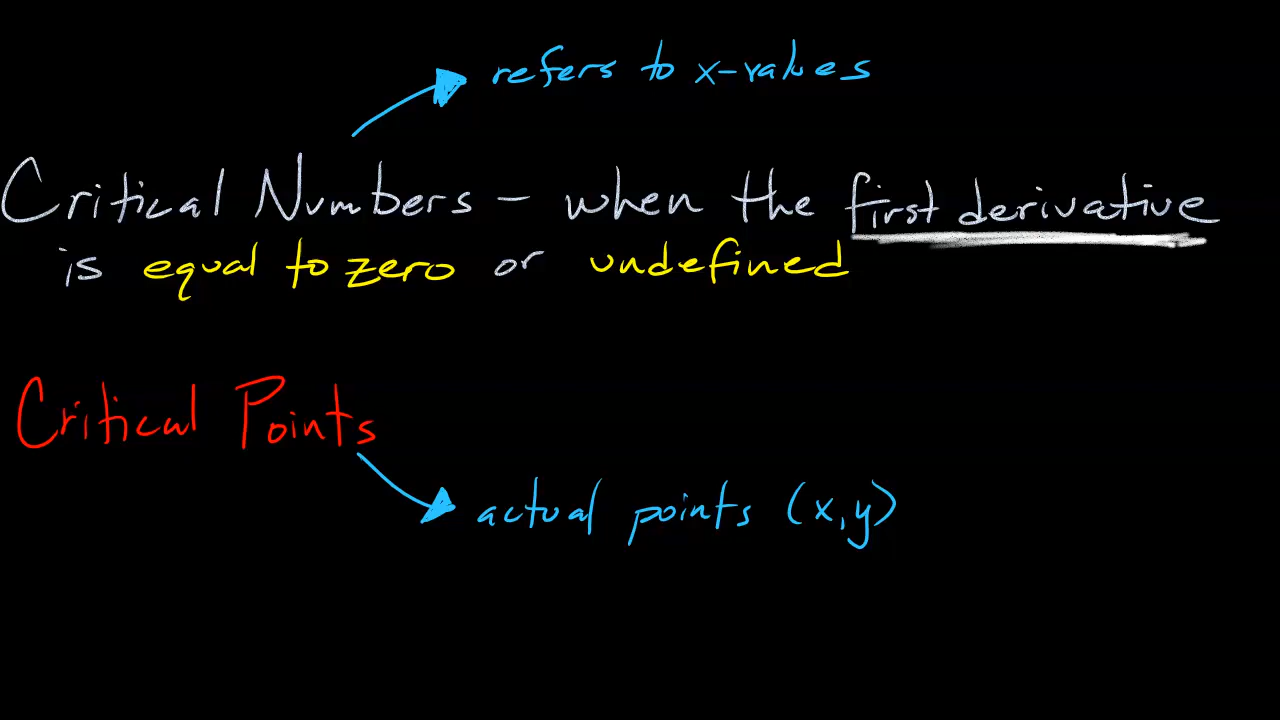 refers to x-values
Critical Numbers - when the first derivative
is equal to zero or undefined
Critical Points
actual points (x,y)